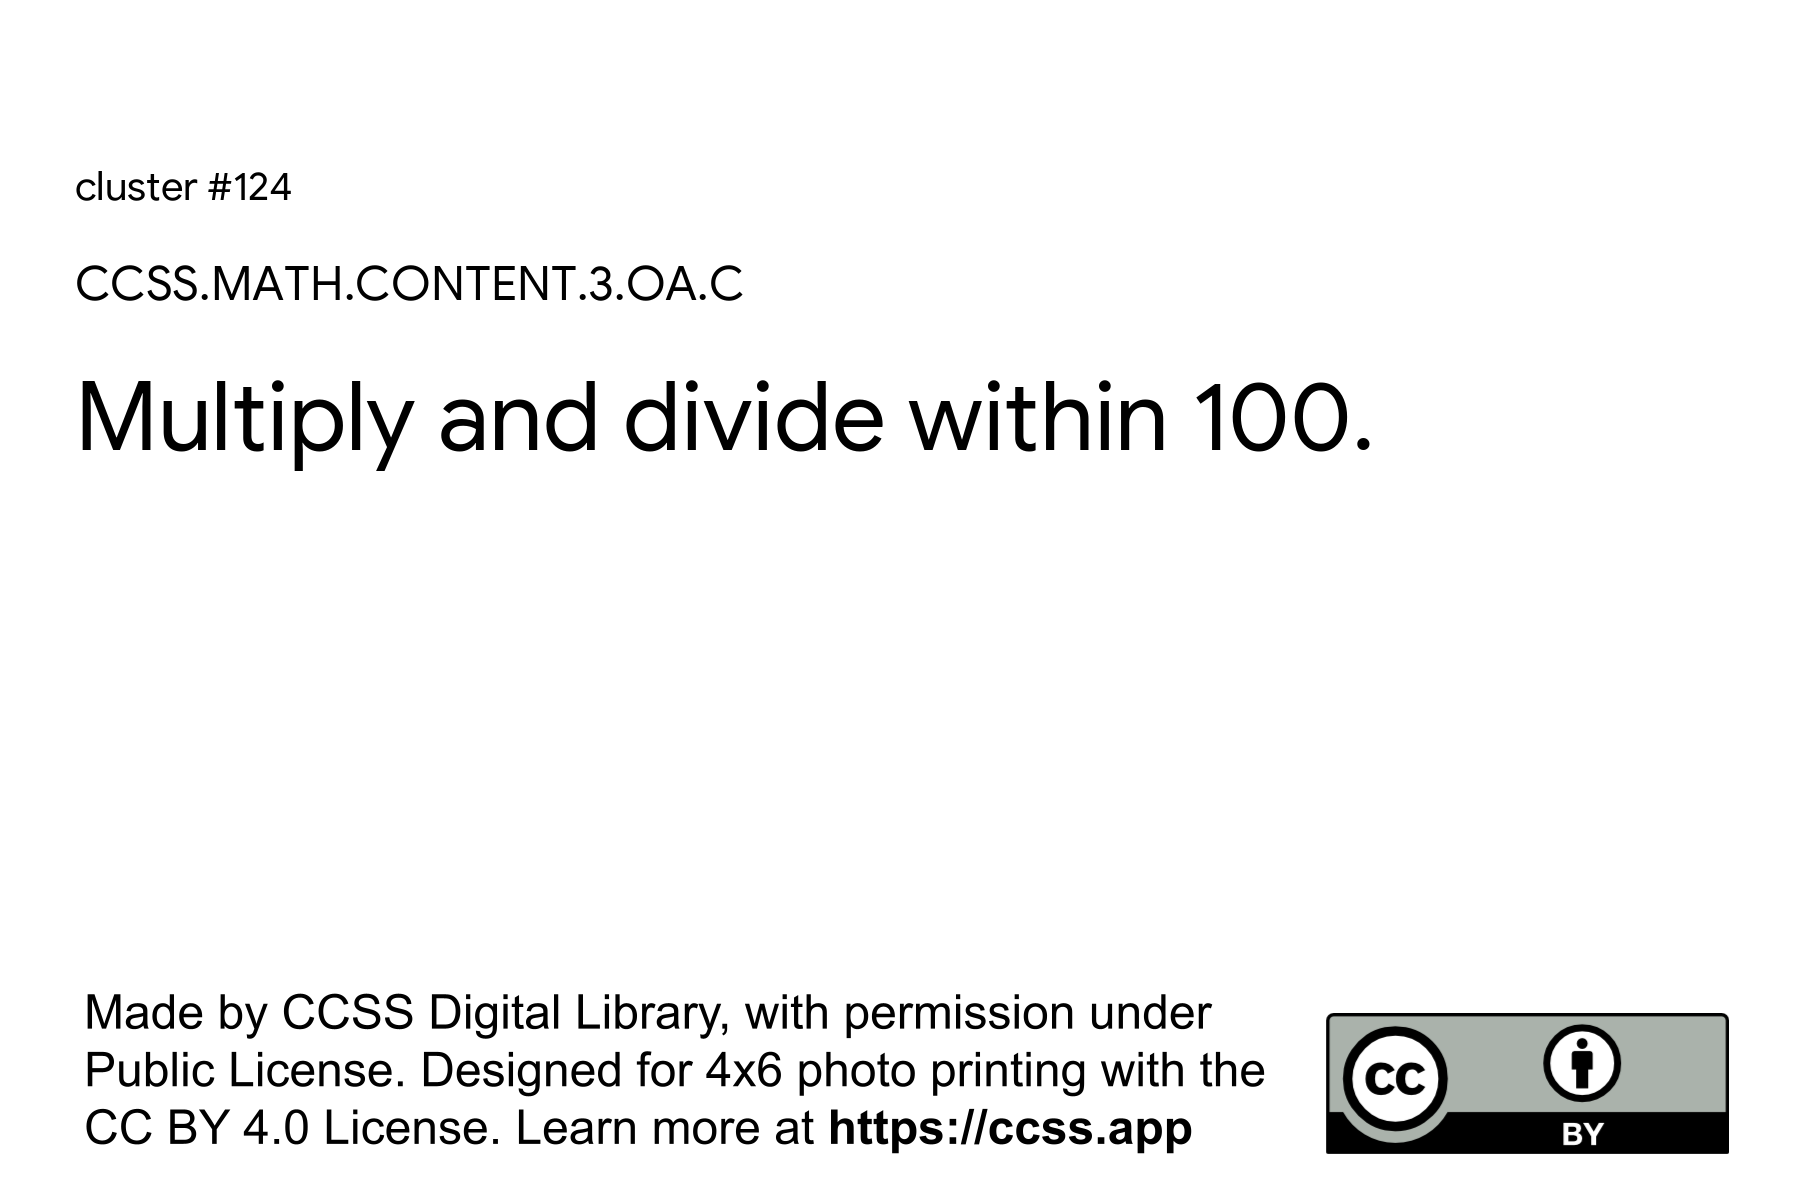 cluster #124
CCSS.MATH.CONTENT.3.OA.C
Multiply and divide within 100.
Made by CCSS Digital Library, with permission under
Public License. Designed for 4x6 photo printing with the
CC BY 4.0 License. Learn more at https://ccss.app
CC
BY